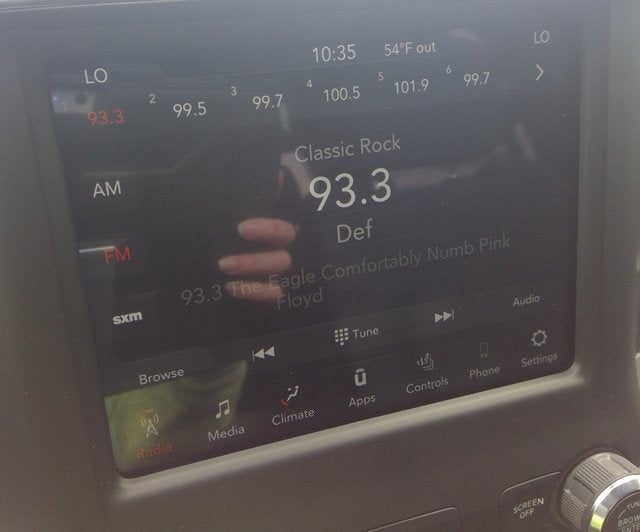 10:35 54°F out LO
LO
1 93.3 2 99.5 3 99.7 4 100.5 5 101.9 6 99.7
Classic Rock
AM
93.3
Def
FM
93.3 The Eagle Comfortably Numb Pink
Floyd
sxm
Browse Tune Audio
Radio Media Climate Apps Controls Phone Settings
SCREEN
OFF
TUNE
BROWSE